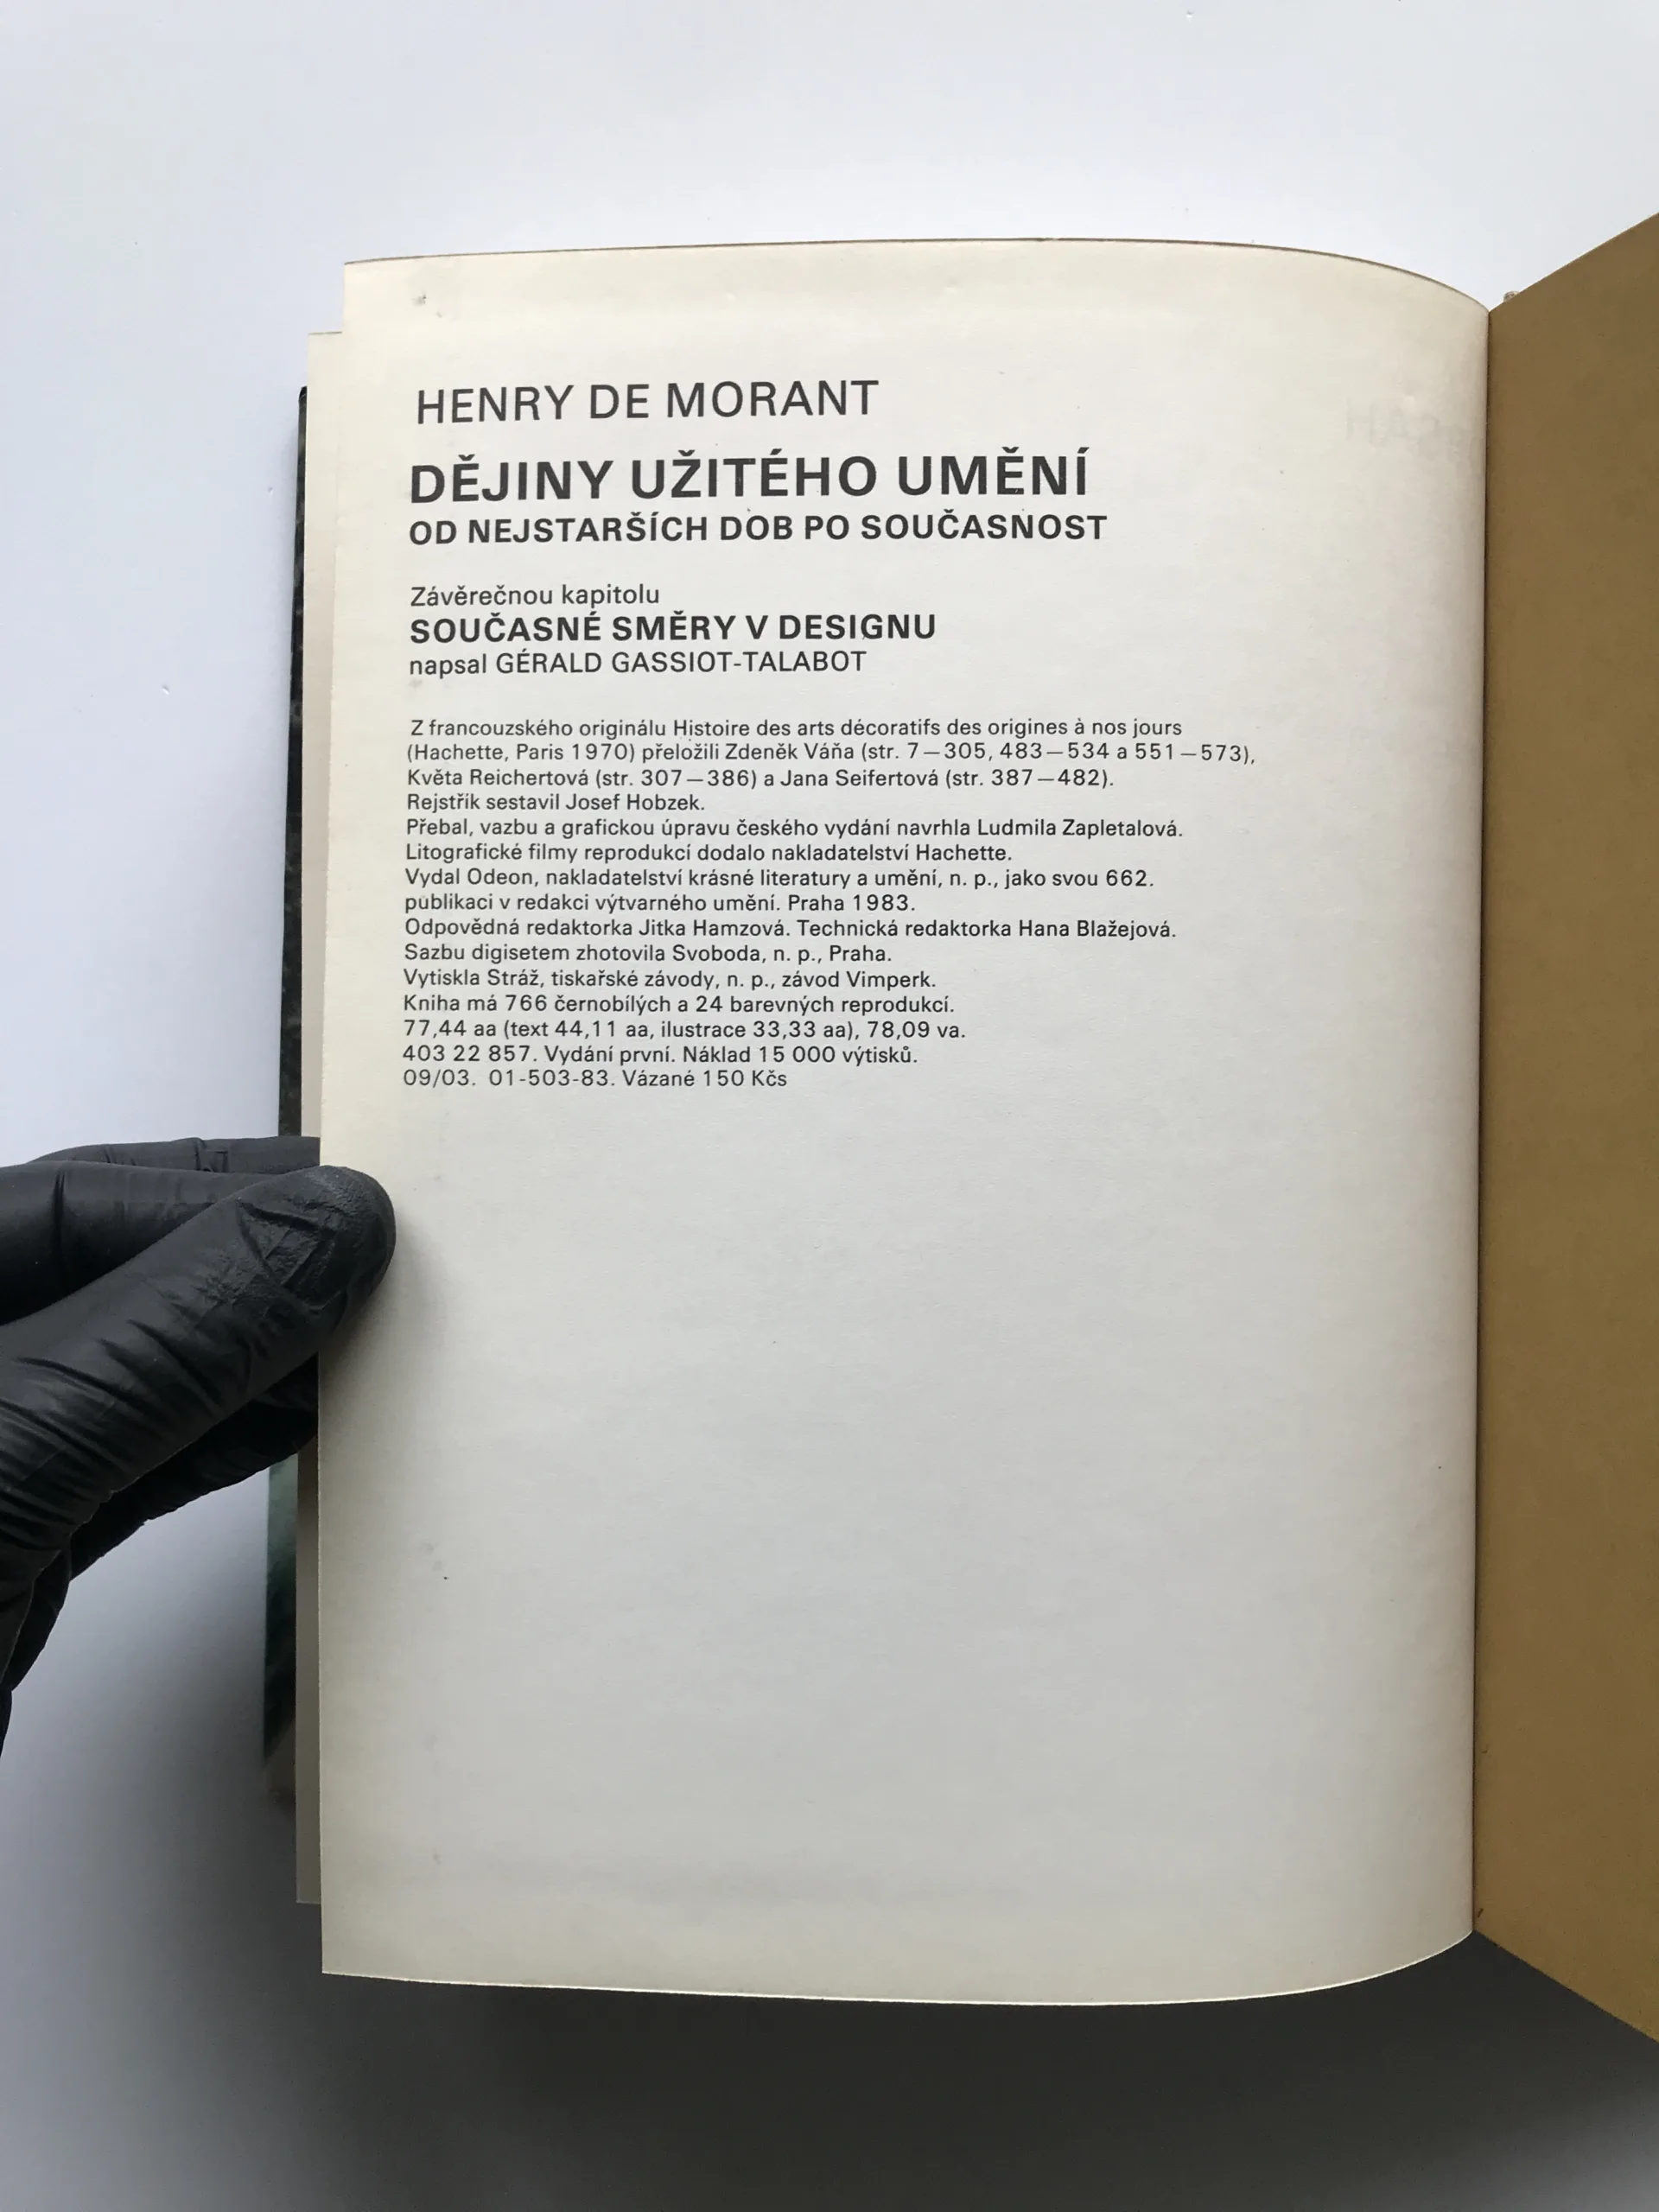 HENRY DE MORANT
DĚJINY UŽITÉHO UMĚNÍ
OD NEJSTARŠÍCH DOB PO SOUČASNOST
Závěrečnou kapitolu
SOUČASNÉ SMĚRY V DESIGNU
napsal GÉRALD GASSIOT-TALABOT
Z francouzského originálu Histoire des arts décoratifs des origines à nos jours
(Hachette, Paris 1970) přeložili Zdeněk Váňa (str. 7—305, 483—534 a 551—573),
Květa Reichertová (str. 307—386) a Jana Seifertová (str. 387—482).
Rejstřík sestavil Josef Hobzek.
Přebal, vazbu a grafickou úpravu českého vydání navrhla Ludmila Zapletalová.
Litografické filmy reprodukcí dodalo nakladatelství Hachette.
Vydal Odeon, nakladatelství krásné literatury a umění, n. p., jako svou 662.
publikaci v redakci výtvarného umění. Praha 1983.
Odpovědná redaktorka Jitka Hamzová. Technická redaktorka Hana Blažejová.
Sazbu digisetem zhotovila Svoboda, n. p., Praha.
Vytiskla Stráž, tiskařské závody, n. p., závod Vimperk.
Kniha má 766 černobílých a 24 barevných reprodukcí.
77,44 aa (text 44,11 aa, ilustrace 33,33 aa), 78,09 va.
403 22 857. Vydání první. Náklad 15 000 výtisků.
09/03. 01-503-83. Vázané 150 Kčs